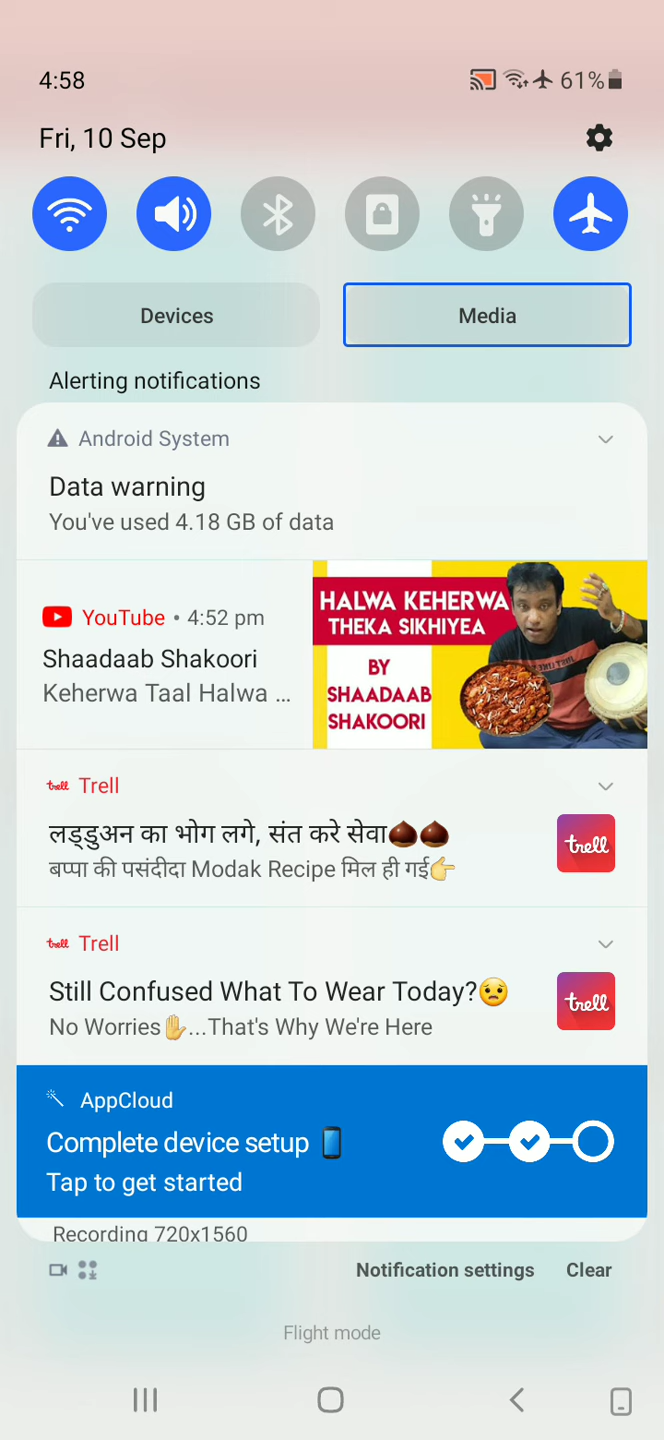 4:58
61%
Fri, 10 Sep
Devices
Media
Alerting notifications
Android System
Data warning
You've used 4.18 GB of data
YouTube • 4:52 pm
Shaadaab Shakoori
Keherwa Taal Halwa ...
HALWA KEHERWA
THEKA SIKHIYEA
BY
SHAADAAB
SHAKOORI
trell Trell
लड्डुअन का भोग लगे, संत करे सेवा🌰🌰
बप्पा की पसंदीदा Modak Recipe मिल ही गई👉
trell
trell Trell
Still Confused What To Wear Today?😟
No Worries✋...That's Why We're Here
trell
AppCloud
Complete device setup 📱
Tap to get started
Recording 720x1560
Notification settings
Clear
Flight mode